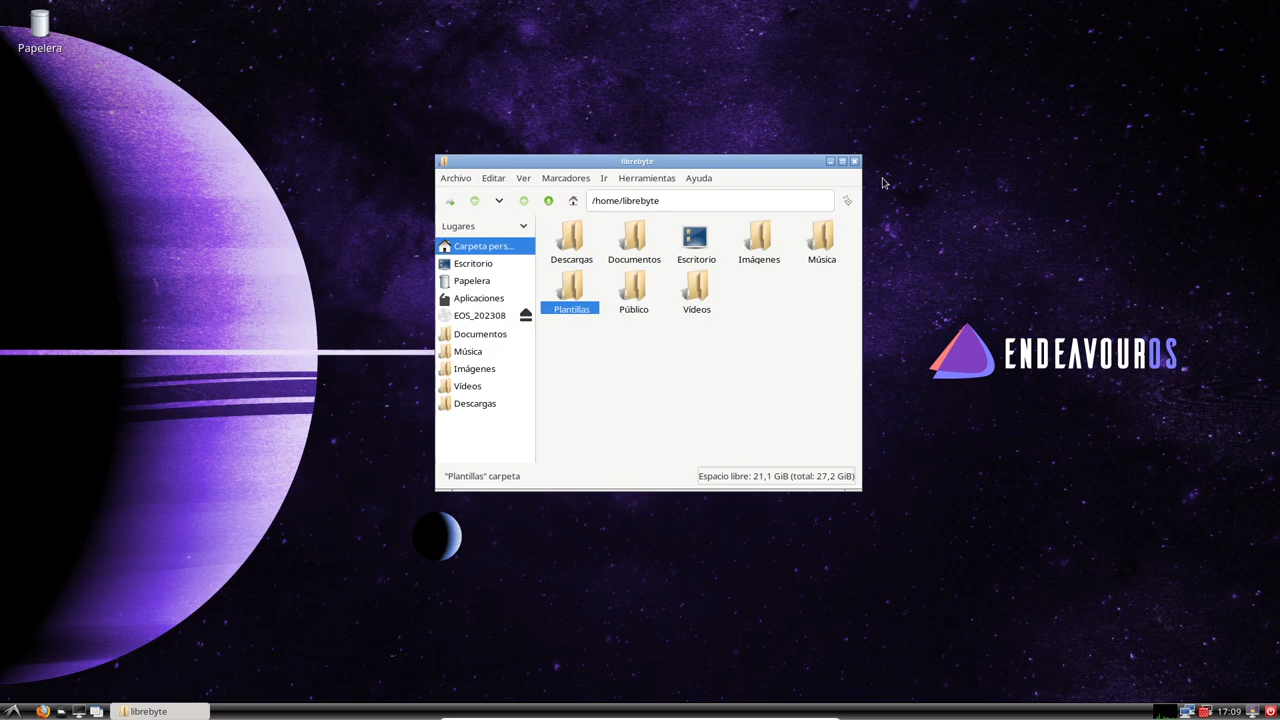 Papelera
librebyte
Archivo Editar Ver Marcadores Ir Herramientas Ayuda
/home/librebyte
Lugares
Carpeta pers...
Escritorio
Papelera
Aplicaciones
EOS_202308
Documentos
Música
Imágenes
Vídeos
Descargas
Descargas Documentos Escritorio Imágenes Música
Plantillas Público Vídeos
"Plantillas" carpeta
Espacio libre: 21,1 GiB (total: 27,2 GiB)
ENDEAVOUROS
librebyte
17:09